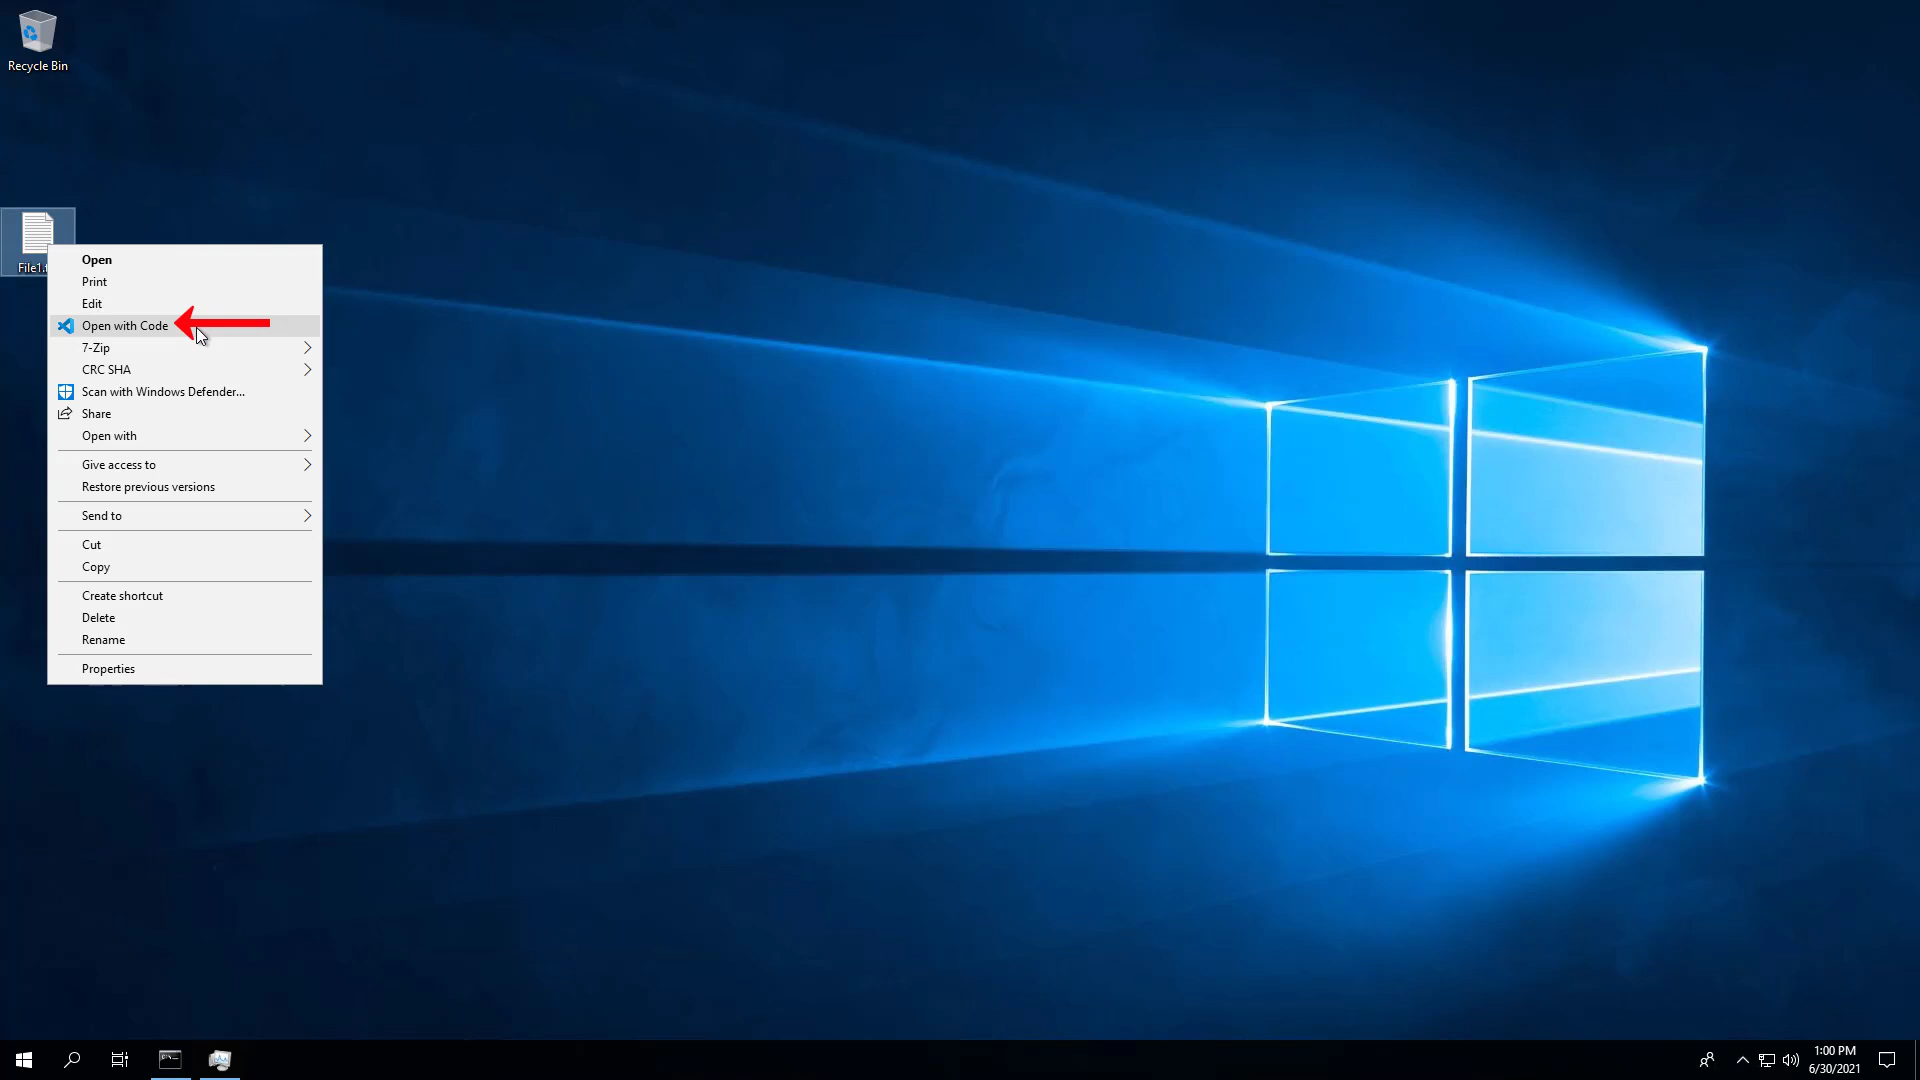 Recycle Bin
File1.t
Open
Print
Edit
Open with Code
7-Zip
CRC SHA
Scan with Windows Defender...
Share
Open with
Give access to
Restore previous versions
Send to
Cut
Copy
Create shortcut
Delete
Rename
Properties
1:00 PM
6/30/2021